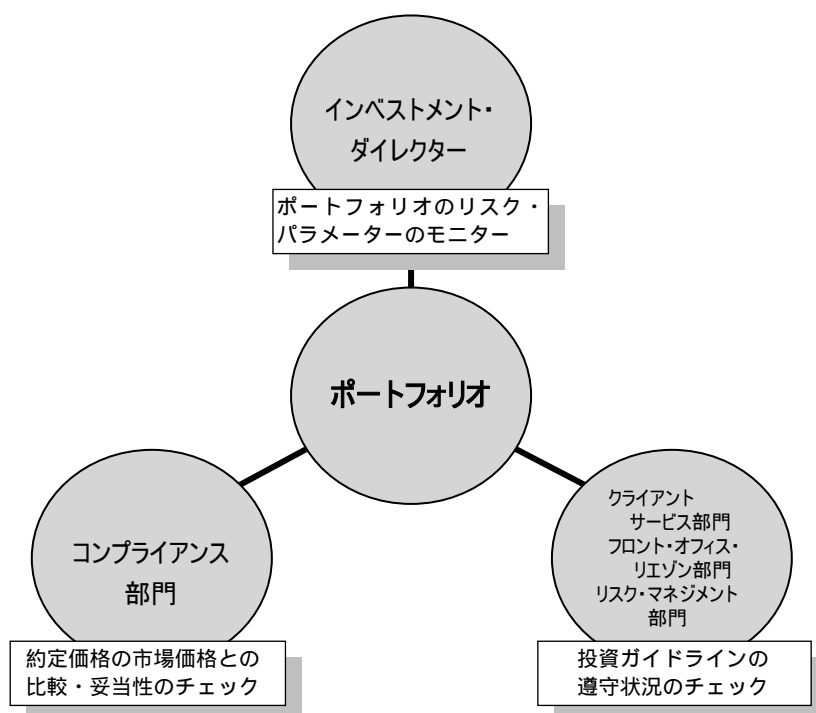 インベストメント・
ダイレクター
ポートフォリオのリスク・
パラメーターのモニター
ポートフォリオ
コンプライアンス
部門
約定価格の市場価格との
比較・妥当性のチェック
クライアント
サービス部門
フロント・オフィス・
リエゾン部門
リスク・マネジメント
部門
投資ガイドラインの
遵守状況のチェック